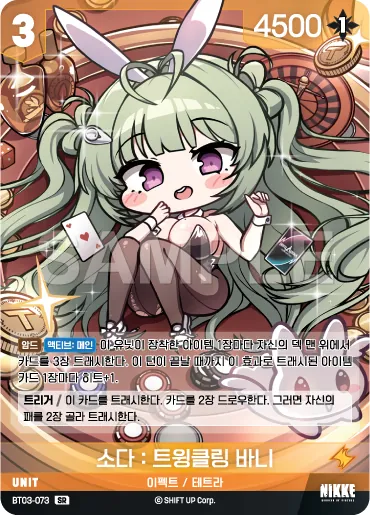 3
4500 1
SAMPLE
암드 액티브: 메인 이 유닛이 장착한 아이템 1장마다 자신의 덱 맨 위에서
카드를 3장 트래시한다. 이 턴이 끝날 때까지 이 효과로 트래시된 아이템
카드 1장마다 히트+1.
트리거 / 이 카드를 트래시한다. 카드를 2장 드로우한다. 그러면 자신의
패를 2장 골라 트래시한다.
소다 : 트윙클링 바니
UNIT
이펙트 / 테트라
BT03-073 SR
© SHIFT UP Corp.
NIKKE